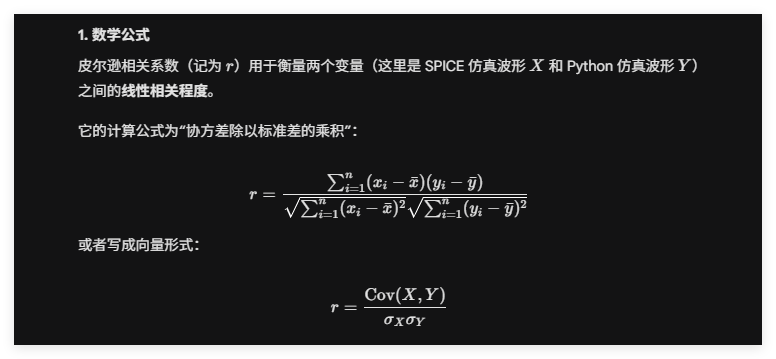 1. 数学公式
皮尔逊相关系数（记为 r）用于衡量两个变量（这里是 SPICE 仿真波形 X 和 Python 仿真波形 Y）
之间的线性相关程度。
它的计算公式为“协方差除以标准差的乘积”：
r = \frac{\sum_{i=1}^{n}(x_i - \bar{x})(y_i - \bar{y})}{\sqrt{\sum_{i=1}^{n}(x_i - \bar{x})^2}\sqrt{\sum_{i=1}^{n}(y_i - \bar{y})^2}}
或者写成向量形式：
r = \frac{\mathrm{Cov}(X, Y)}{\sigma_X \sigma_Y}